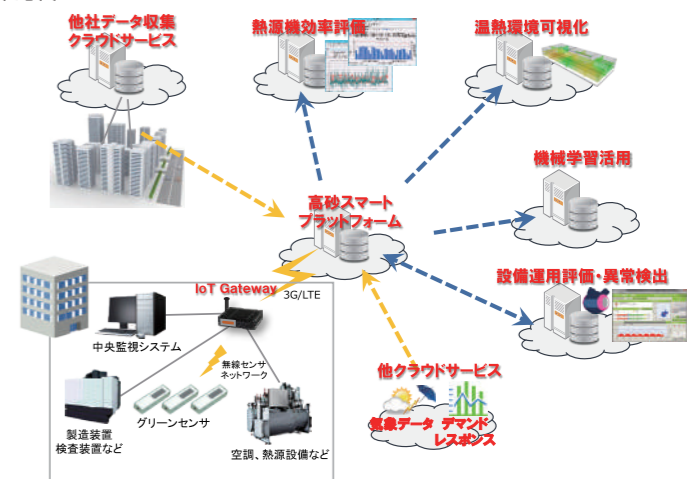 他社データ収集
クラウドサービス
熱源機効率評価
温熱環境可視化
機械学習活用
高砂スマート
プラットフォーム
設備運用評価・異常検出
IoT Gateway
3G/LTE
中央監視システム
無線センサ
ネットワーク
製造装置
検査装置など
グリーンセンサ
空調、熱源設備など
他クラウドサービス
気象データ
デマンド
レスポンス